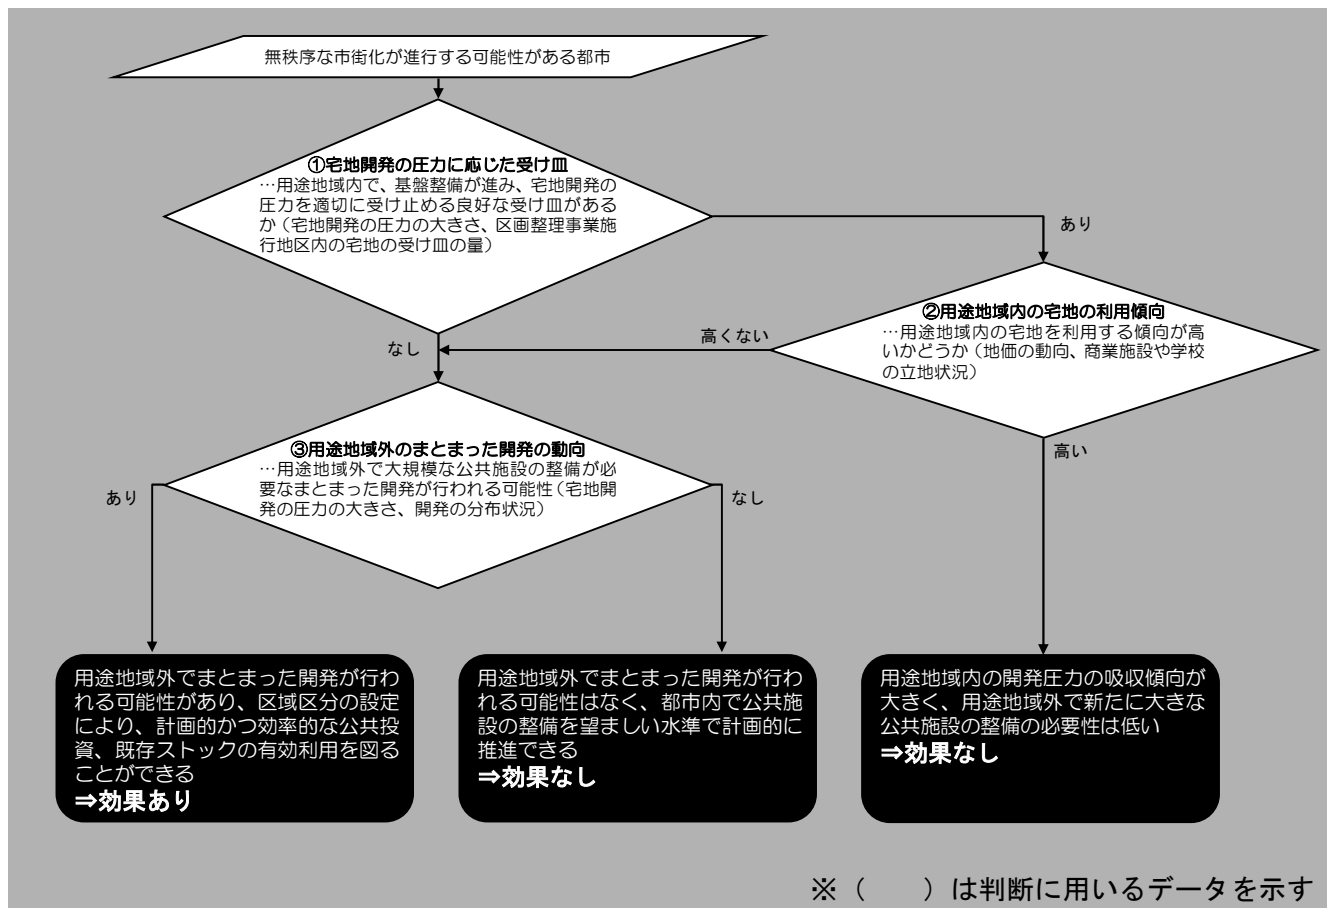 無秩序な市街化が進行する可能性がある都市
①宅地開発の圧力に応じた受け皿
…用途地域内で、基盤整備が進み、宅地開発の
圧力を適切に受け止める良好な受け皿がある
か（宅地開発の圧力の大きさ、区画整理事業施
行地区内の宅地の受け皿の量）
あり
②用途地域内の宅地の利用傾向
…用途地域内の宅地を利用する傾向が高
いかどうか（地価の動向、商業施設や学校
の立地状況）
高くない
なし
高い
③用途地域外のまとまった開発の動向
…用途地域外で大規模な公共施設の整備が必
要なまとまった開発が行われる可能性（宅地開
発の圧力の大きさ、開発の分布状況）
あり
なし
用途地域外でまとまった開発が行わ
れる可能性があり、区域区分の設定
により、計画的かつ効率的な公共投
資、既存ストックの有効利用を図る
ことができる
⇒効果あり
用途地域外でまとまった開発が行わ
れる可能性はなく、都市内で公共施
設の整備を望ましい水準で計画的に
推進できる
⇒効果なし
用途地域内の開発圧力の吸収傾向が
大きく、用途地域外で新たに大きな
公共施設の整備の必要性は低い
⇒効果なし
※（　　）は判断に用いるデータを示す